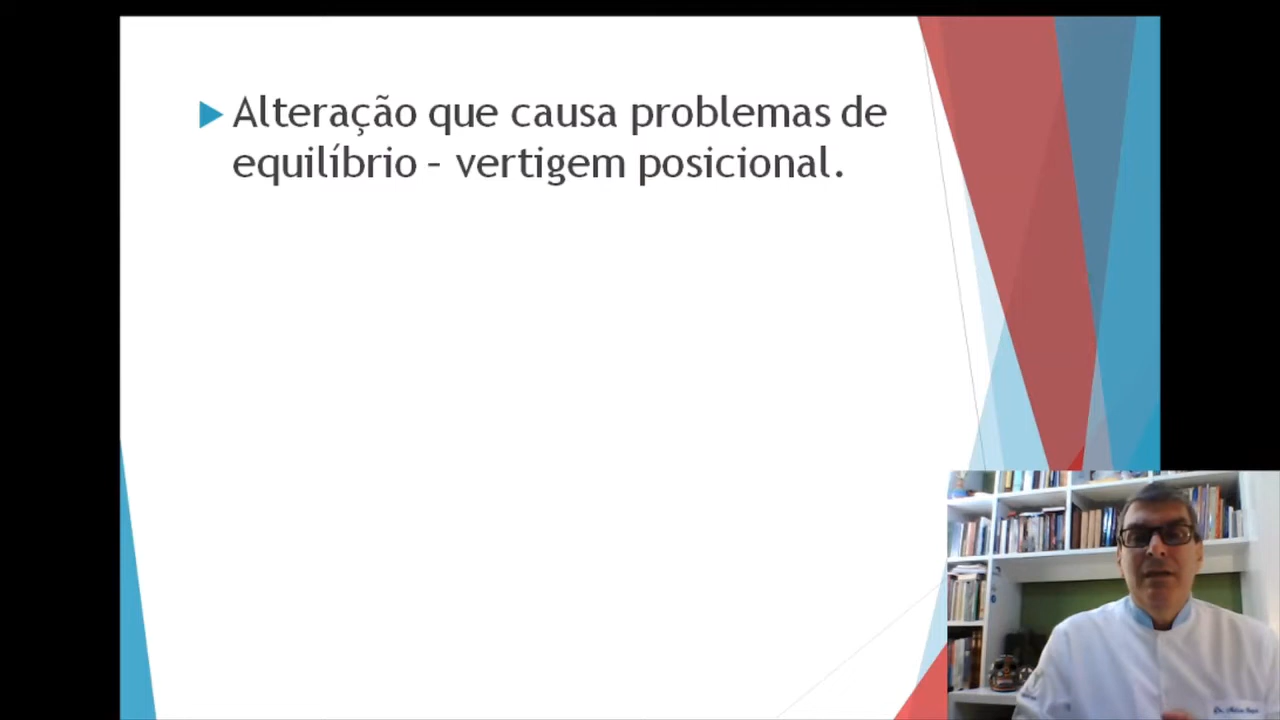 Alteração que causa problemas de
equilíbrio – vertigem posicional.